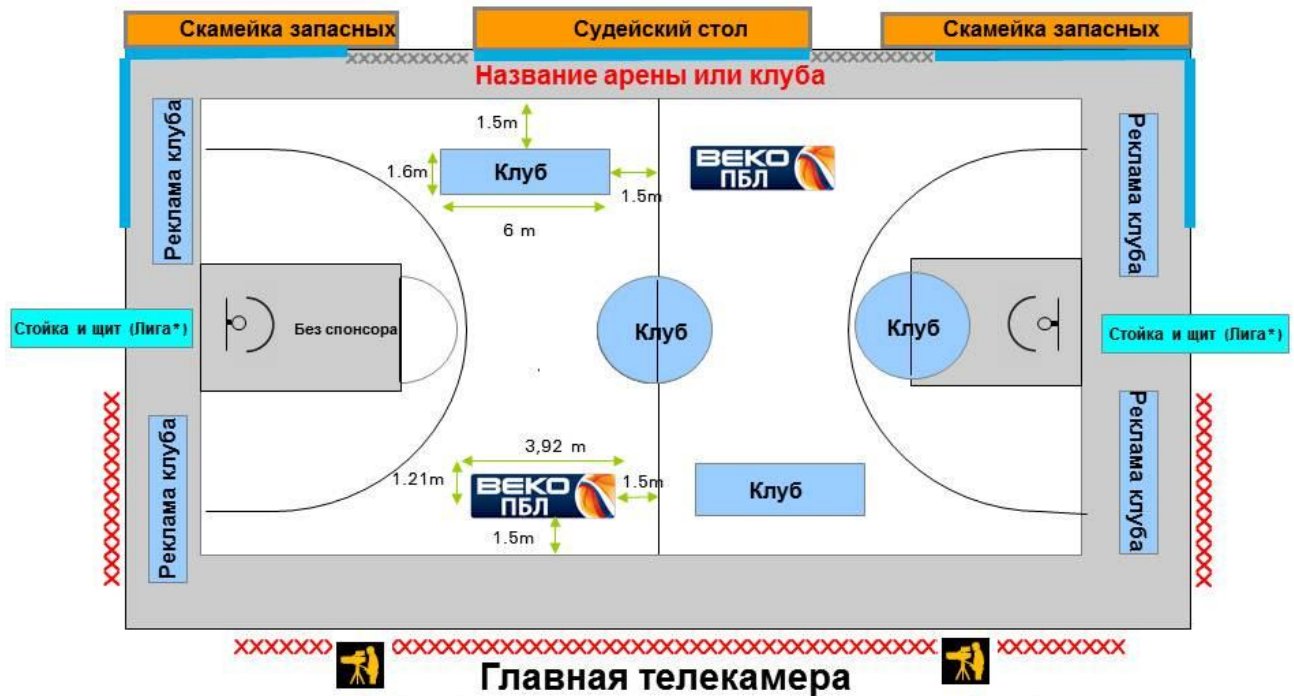 Скамейка запасных
Судейский стол
Скамейка запасных
Название арены или клуба
Реклама клуба
1.5m
1.6m
Клуб
1.5m
6 m
БЕКО
ПБЛ
Реклама клуба
Стойка и щит (Лига*)
Без спонсора
Клуб
Клуб
Стойка и щит (Лига*)
Реклама клуба
3,92 m
1.21m
БЕКО
ПБЛ
1.5m
1.5m
Клуб
Реклама клуба
Главная телекамера